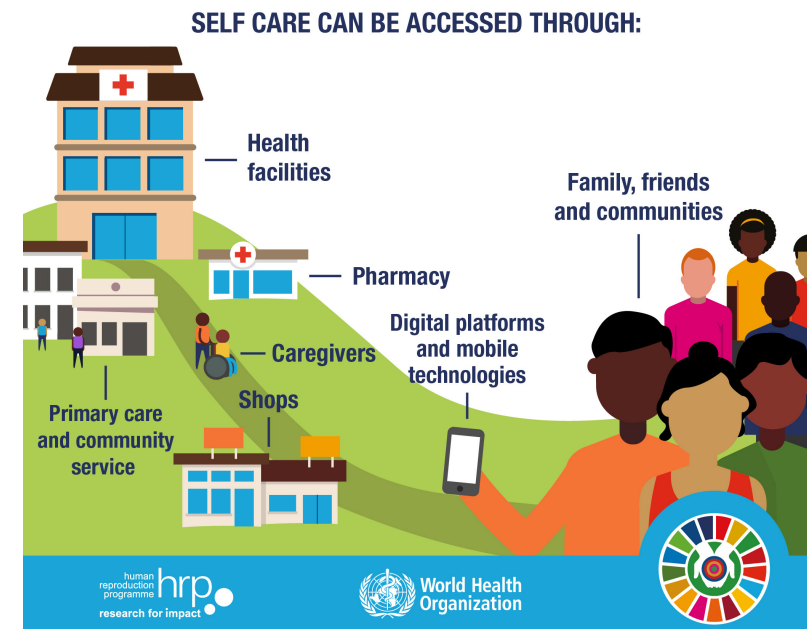 SELF CARE CAN BE ACCESSED THROUGH:
Health
facilities
Family, friends
and communities
Pharmacy
Digital platforms
and mobile
technologies
Caregivers
Shops
Primary care
and community
service
human
reproduction
programme
hrp
research for impact
World Health
Organization